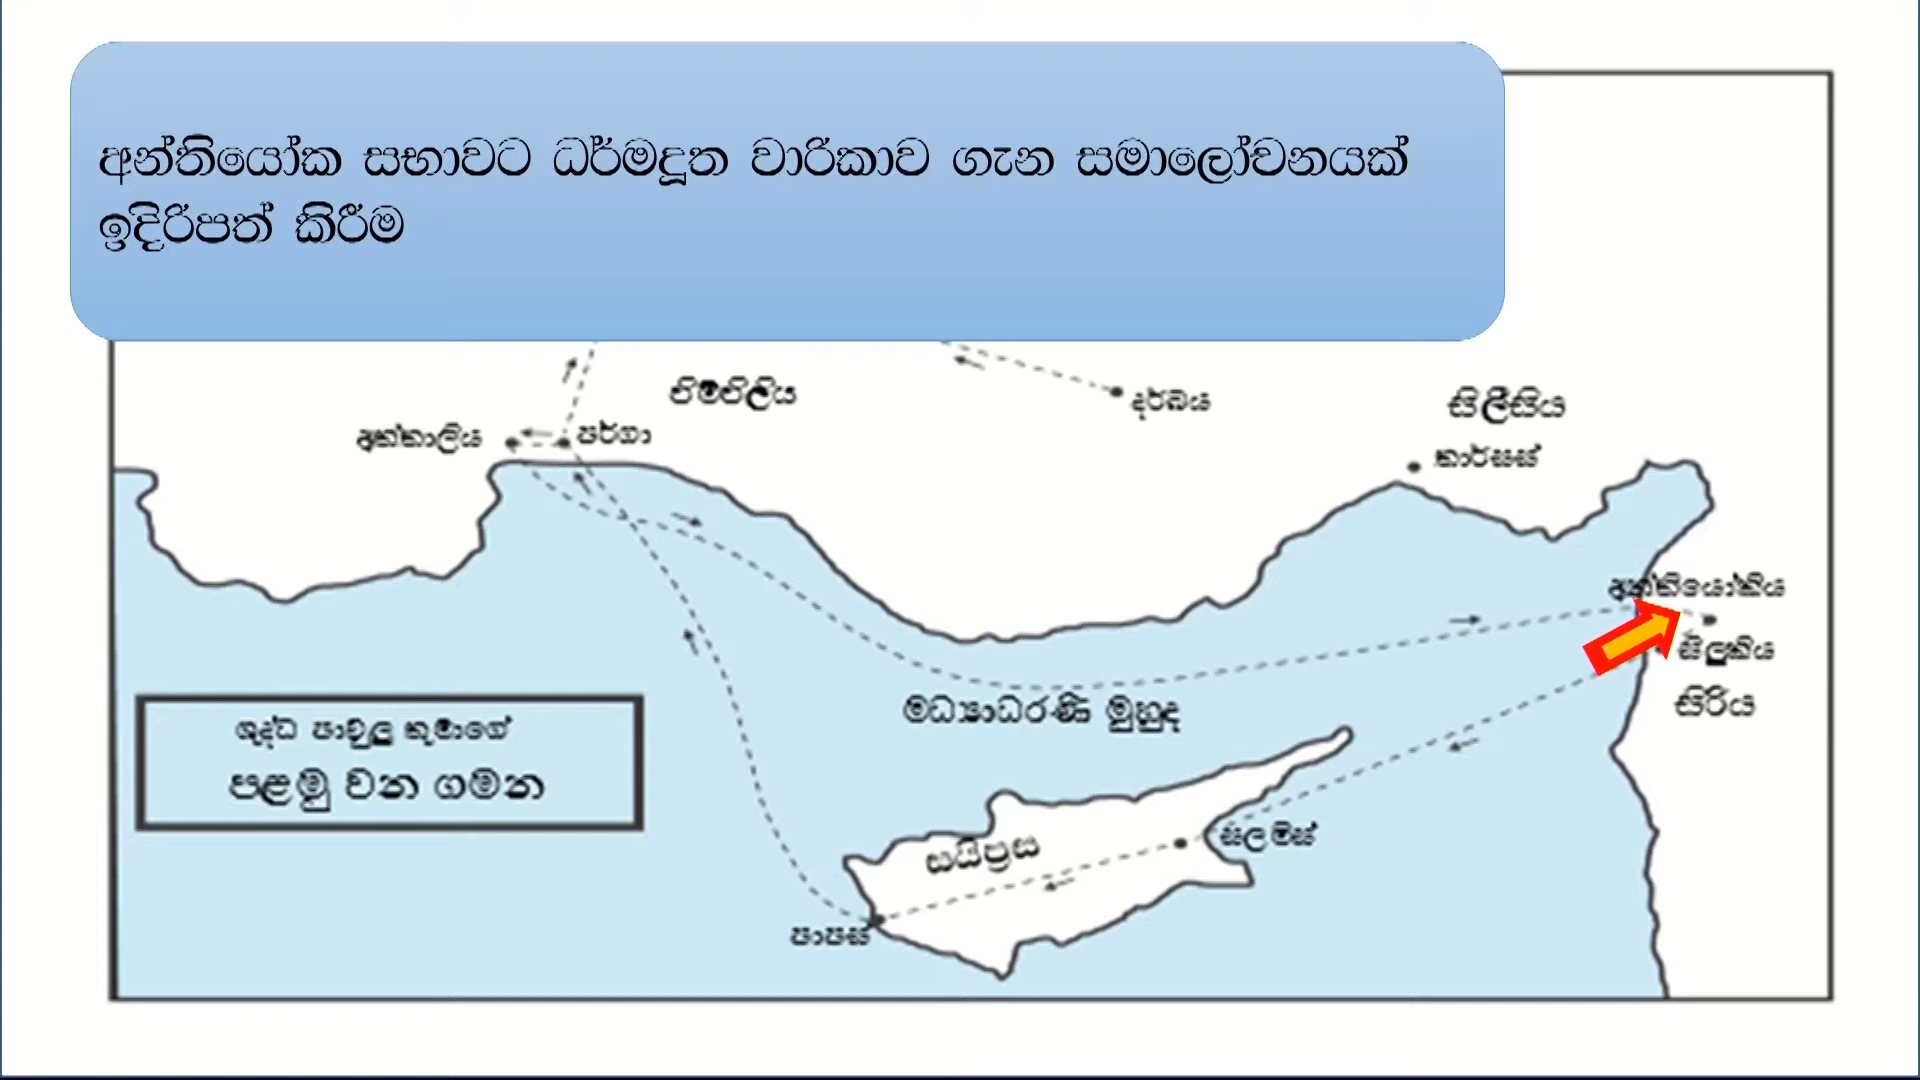 අන්තියෝක සභාවට ධර්මදූත චාරිකාව ගැන සමාලෝචනයක්
ඉදිරිපත් කිරීම
පිම්පිලිය
දර්බය
සිලීසිය
අත්තාලිය
පර්ගා
තාර්සස්
අන්තියෝකිය
සිලුකිය
සිරිය
මධ්‍යධරණි මුහුද
ශුද්ධ පාවුලු තුමාගේ
පළමු වන ගමන
සලමිස්
සයිප්‍රස
පාපස්